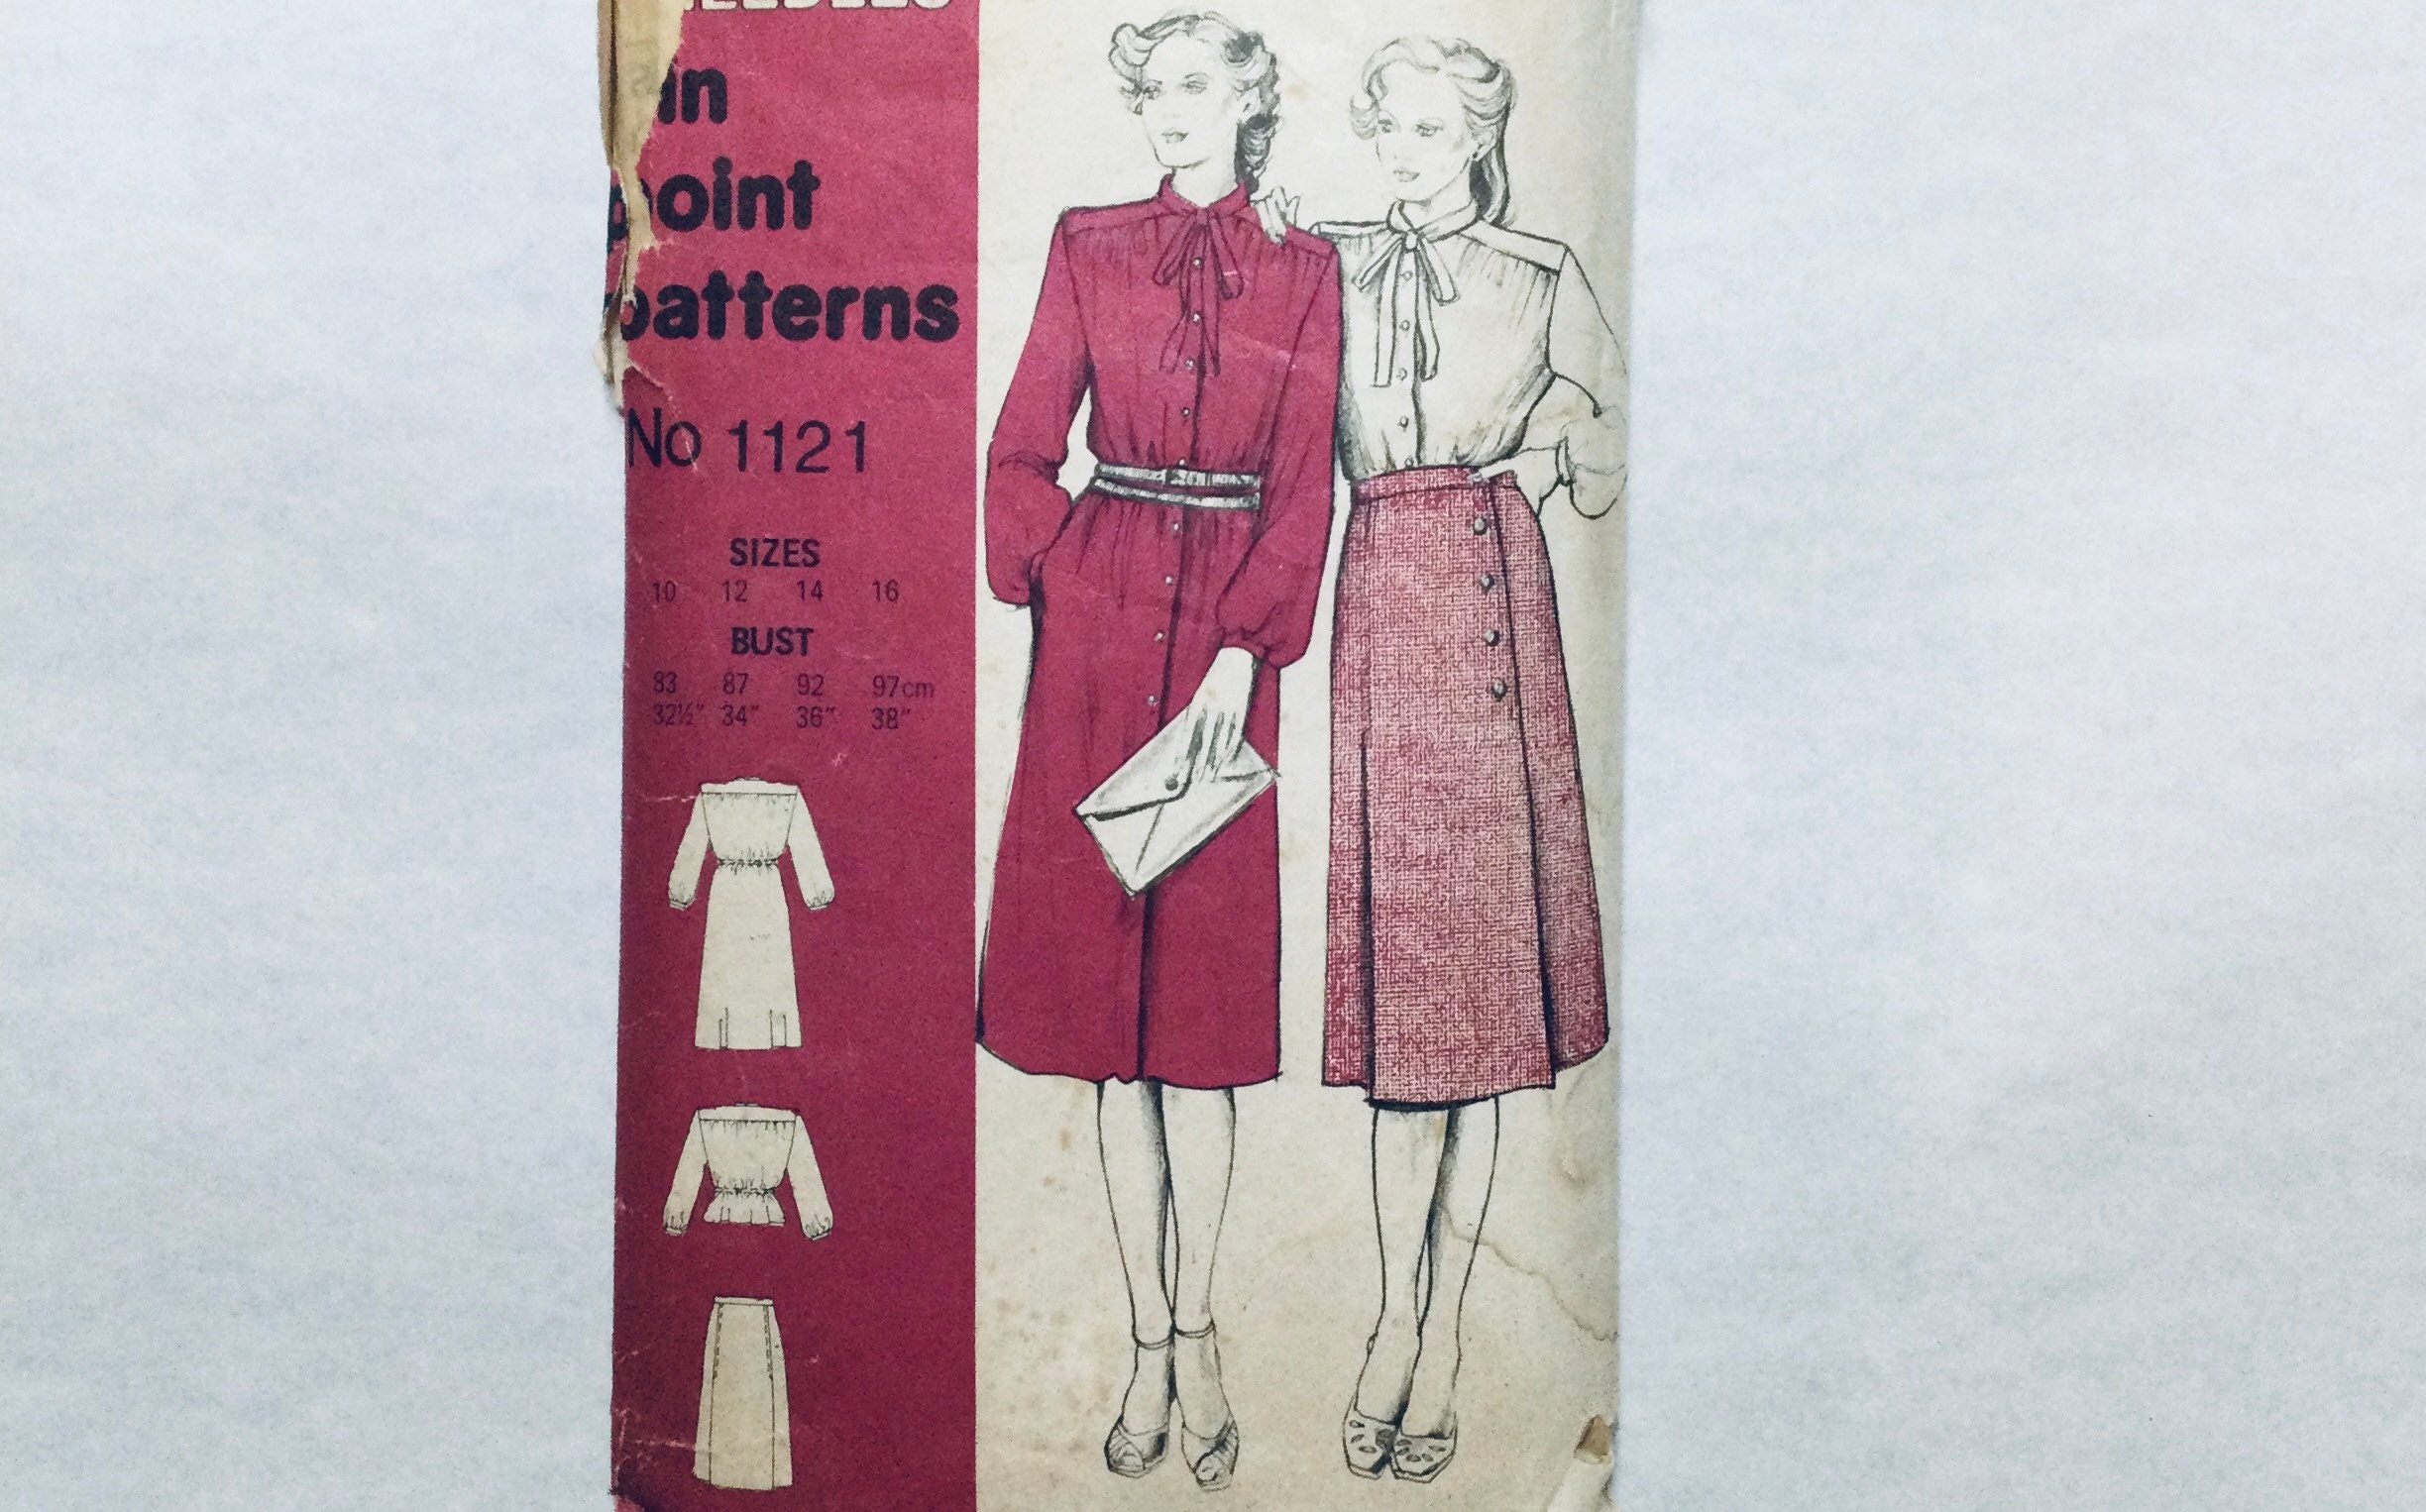 in
point
patterns
No 1121
SIZES
10 12 14 16
BUST
83 87 92 97cm
32½" 34" 36" 38"